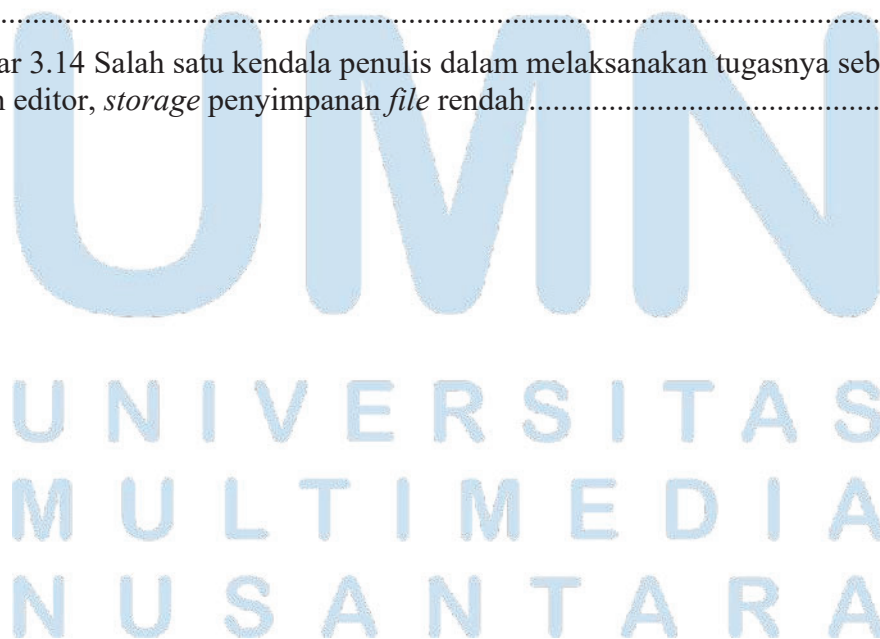 ................................................................................
ar 3.14 Salah satu kendala penulis dalam melaksanakan tugasnya seb
n editor, storage penyimpanan file rendah........................................
UMN
UNIVERSITAS
MULTIMEDIA
NUSANTARA